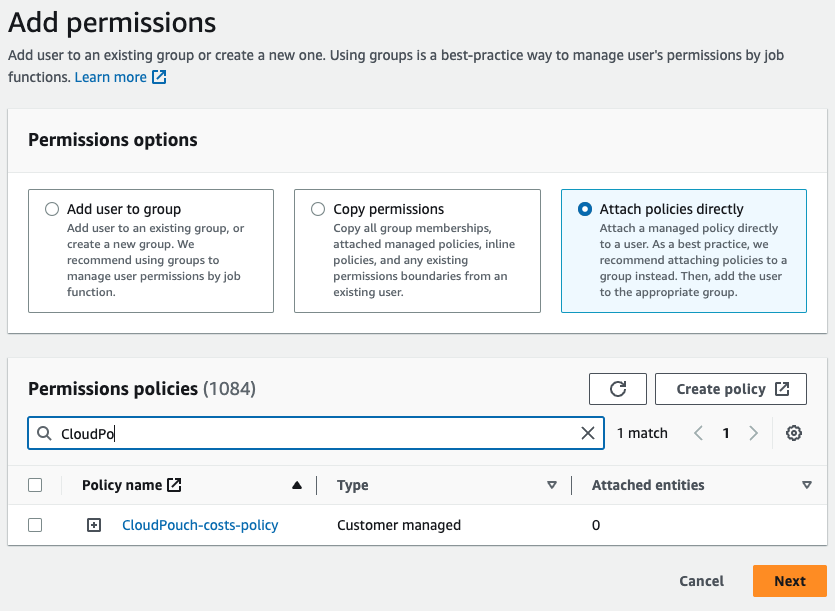 Add permissions
Add user to an existing group or create a new one. Using groups is a best-practice way to manage user's permissions by job
functions. Learn more
Permissions options
Add user to group
Add user to an existing group, or
create a new group. We
recommend using groups to
manage user permissions by job
function.
Copy permissions
Copy all group memberships,
attached managed policies, inline
policies, and any existing
permissions boundaries from an
existing user.
Attach policies directly
Attach a managed policy directly
to a user. As a best practice, we
recommend attaching policies to a
group instead. Then, add the user
to the appropriate group.
Permissions policies (1084)
Create policy
CloudPo
1 match
1
Policy name
Type
Attached entities
CloudPouch-costs-policy
Customer managed
0
Cancel
Next